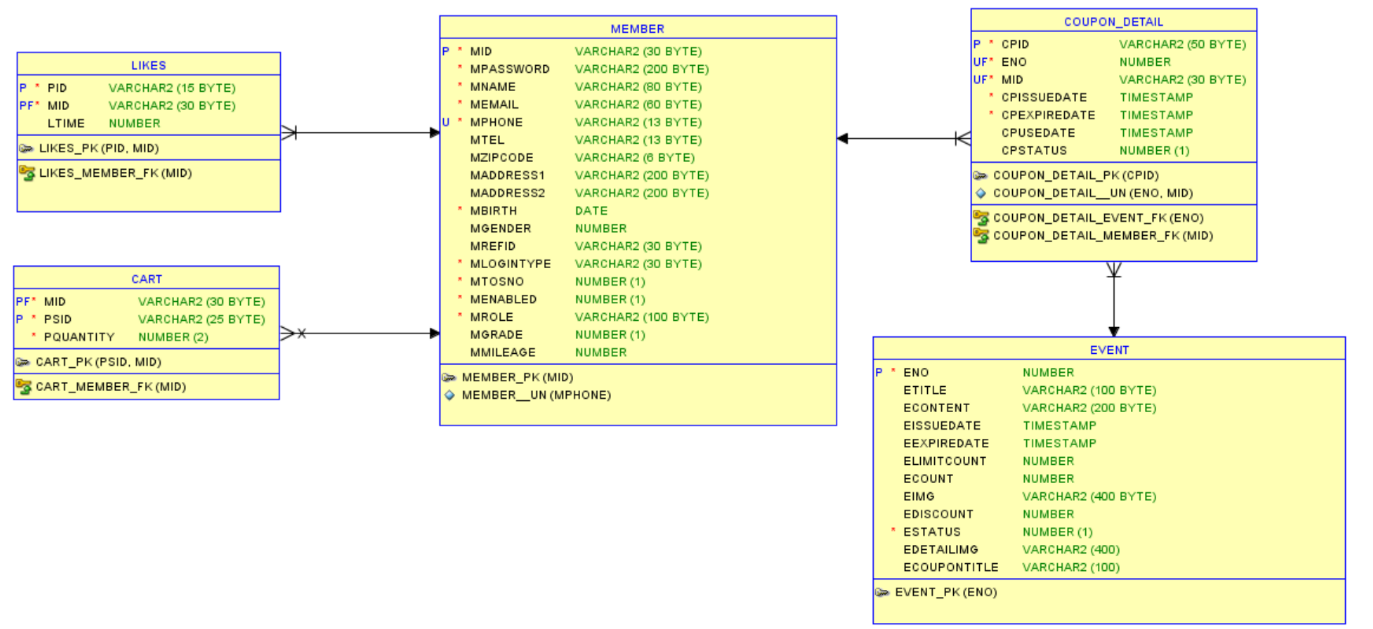 LIKES
P * PID VARCHAR2 (15 BYTE)
PF* MID VARCHAR2 (30 BYTE)
LTIME NUMBER
LIKES_PK (PID, MID)
LIKES_MEMBER_FK (MID)
CART
PF* MID VARCHAR2 (30 BYTE)
P * PSID VARCHAR2 (25 BYTE)
* PQUANTITY NUMBER (2)
CART_PK (PSID, MID)
CART_MEMBER_FK (MID)
MEMBER
P * MID VARCHAR2 (30 BYTE)
* MPASSWORD VARCHAR2 (200 BYTE)
* MNAME VARCHAR2 (80 BYTE)
* MEMAIL VARCHAR2 (60 BYTE)
U * MPHONE VARCHAR2 (13 BYTE)
MTEL VARCHAR2 (13 BYTE)
MZIPCODE VARCHAR2 (6 BYTE)
MADDRESS1 VARCHAR2 (200 BYTE)
MADDRESS2 VARCHAR2 (200 BYTE)
* MBIRTH DATE
MGENDER NUMBER
MREFID VARCHAR2 (30 BYTE)
* MLOGINTYPE VARCHAR2 (30 BYTE)
* MTOSNO NUMBER (1)
* MENABLED NUMBER (1)
* MROLE VARCHAR2 (100 BYTE)
MGRADE NUMBER (1)
MMILEAGE NUMBER
MEMBER_PK (MID)
MEMBER__UN (MPHONE)
COUPON_DETAIL
P * CPID VARCHAR2 (50 BYTE)
UF* ENO NUMBER
UF* MID VARCHAR2 (30 BYTE)
* CPISSUEDATE TIMESTAMP
* CPEXPIREDATE TIMESTAMP
CPUSEDATE TIMESTAMP
CPSTATUS NUMBER (1)
COUPON_DETAIL_PK (CPID)
COUPON_DETAIL__UN (ENO, MID)
COUPON_DETAIL_EVENT_FK (ENO)
COUPON_DETAIL_MEMBER_FK (MID)
EVENT
P * ENO NUMBER
ETITLE VARCHAR2 (100 BYTE)
ECONTENT VARCHAR2 (200 BYTE)
EISSUEDATE TIMESTAMP
EEXPIREDATE TIMESTAMP
ELIMITCOUNT NUMBER
ECOUNT NUMBER
EIMG VARCHAR2 (400 BYTE)
EDISCOUNT NUMBER
* ESTATUS NUMBER (1)
EDETAILIMG VARCHAR2 (400)
ECOUPONTITLE VARCHAR2 (100)
EVENT_PK (ENO)